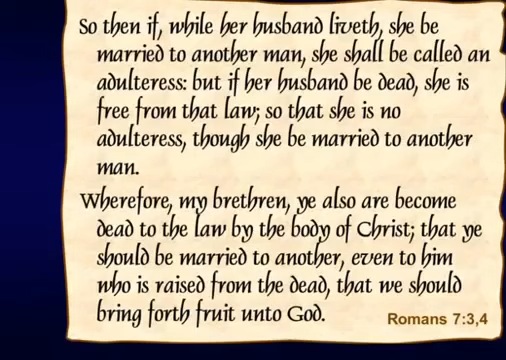 So then if, while her husband liveth, she be
married to another man, she shall be called an
adulteress: but if her husband be dead, she is
free from that law; so that she is no
adulteress, though she be married to another
man.
Wherefore, my brethren, ye also are become
dead to the law by the body of Christ; that ye
should be married to another, even to him
who is raised from the dead, that we should
bring forth fruit unto God.
Romans 7:3,4